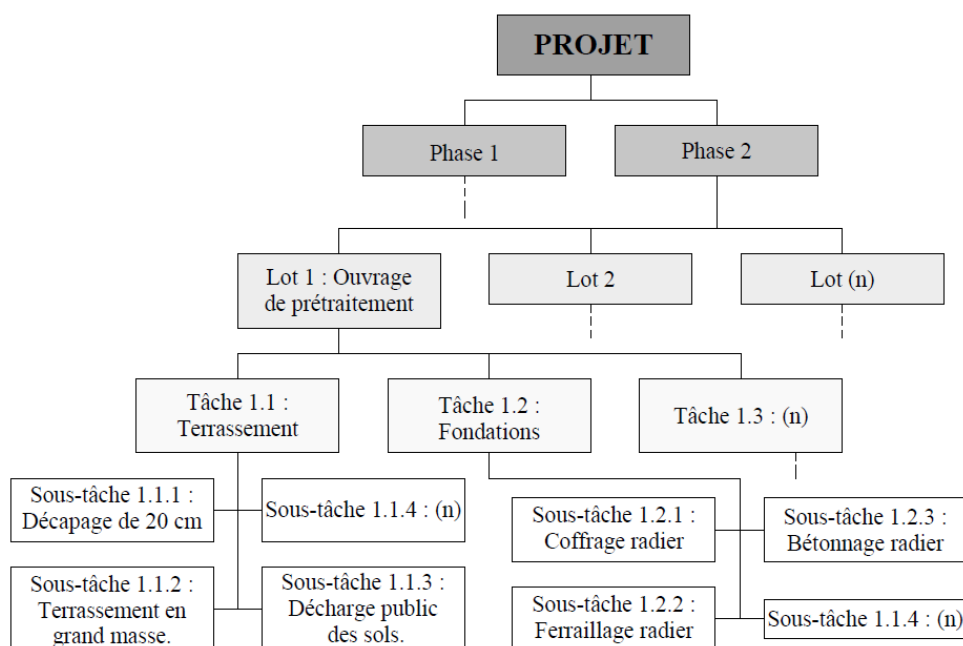 PROJET
Phase 1
Phase 2
Lot 1 : Ouvrage
de prétraitement
Lot 2
Lot (n)
Tâche 1.1 :
Terrassement
Tâche 1.2 :
Fondations
Tâche 1.3 : (n)
Sous-tâche 1.1.1 :
Décapage de 20 cm
Sous-tâche 1.1.4 : (n)
Sous-tâche 1.2.1 :
Coffrage radier
Sous-tâche 1.2.3 :
Bétonnage radier
Sous-tâche 1.1.2 :
Terrassement en
grand masse.
Sous-tâche 1.1.3 :
Décharge public
des sols.
Sous-tâche 1.2.2 :
Ferraillage radier
Sous-tâche 1.1.4 : (n)